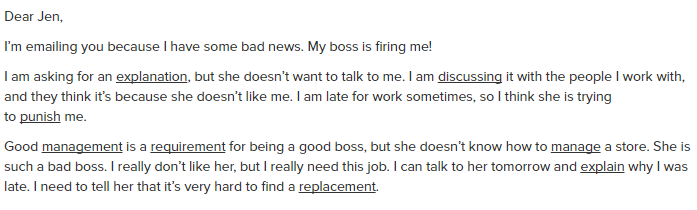 Dear Jen,
I'm emailing you because I have some bad news. My boss is firing me!
I am asking for an explanation, but she doesn't want to talk to me. I am discussing it with the people I work with,
and they think it's because she doesn't like me. I am late for work sometimes, so I think she is trying
to punish me.
Good management is a requirement for being a good boss, but she doesn't know how to manage a store. She is
such a bad boss. I really don't like her, but I really need this job. I can talk to her tomorrow and explain why I was
late. I need to tell her that it's very hard to find a replacement.